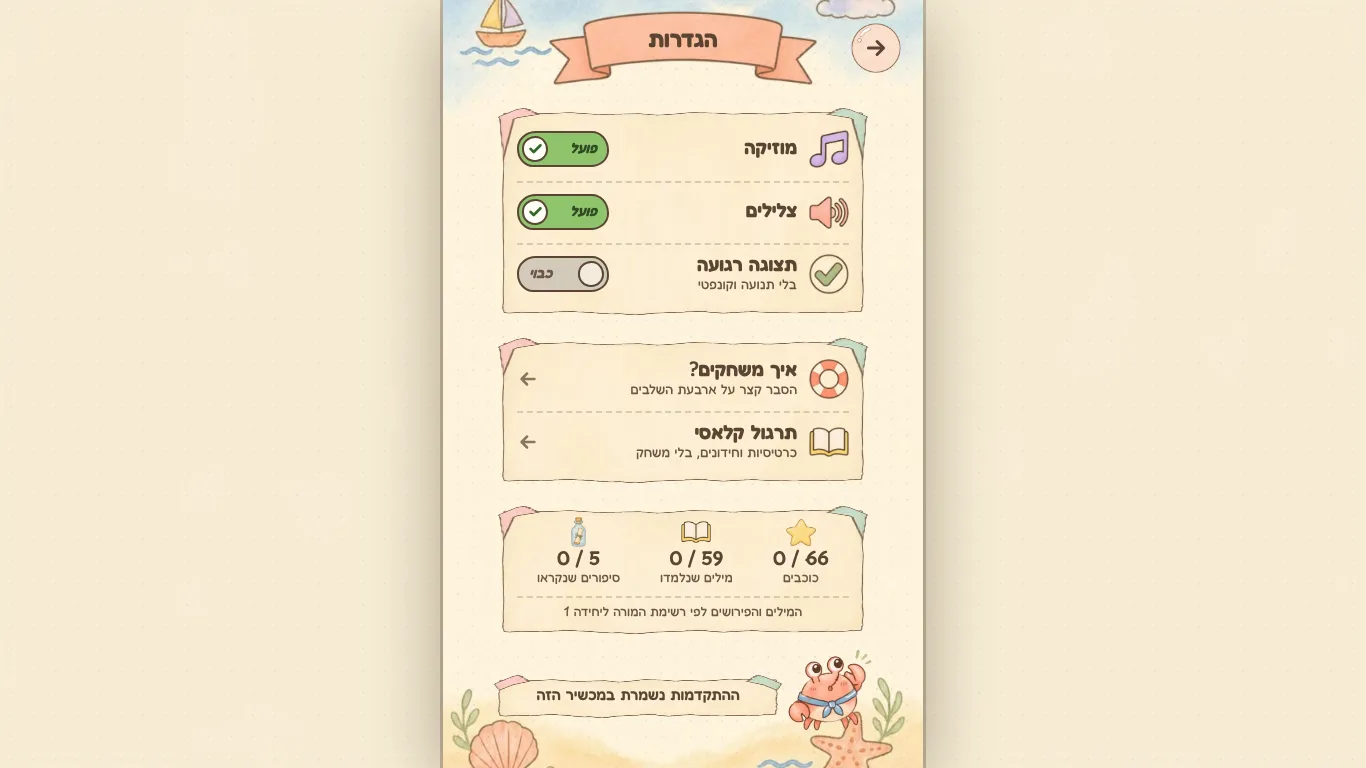 הגדרות
מוזיקה
פועל
צלילים
פועל
תצוגה רגועה
בלי תנועה וקונפטי
כבוי
איך משחקים?
הסבר קצר על ארבעת השלבים
תרגול קלאסי
כרטיסיות וחידונים, בלי משחק
0 / 66
כוכבים
0 / 59
מילים שנלמדו
0 / 5
סיפורים שנקראו
המילים והפירושים לפי רשימת המורה ליחידה 1
ההתקדמות נשמרת במכשיר הזה